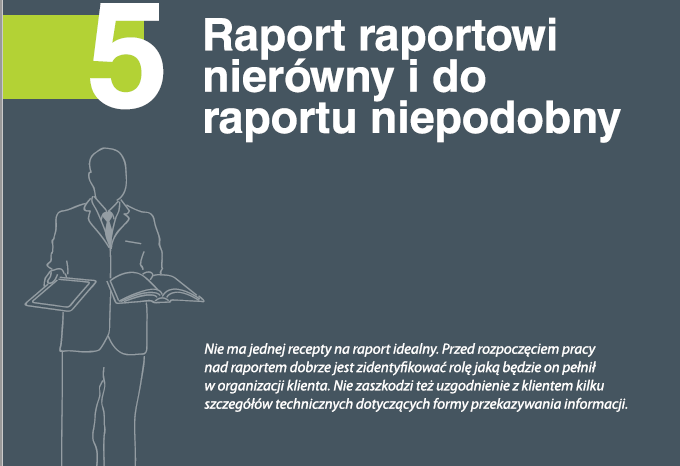 5
Raport raportowi
nierówny i do
raportu niepodobny
Nie ma jednej recepty na raport idealny. Przed rozpoczęciem pracy
nad raportem dobrze jest zidentyfikować rolę jaką będzie on pełnił
w organizacji klienta. Nie zaszkodzi też uzgodnienie z klientem kilku
szczegółów technicznych dotyczących formy przekazywania informacji.